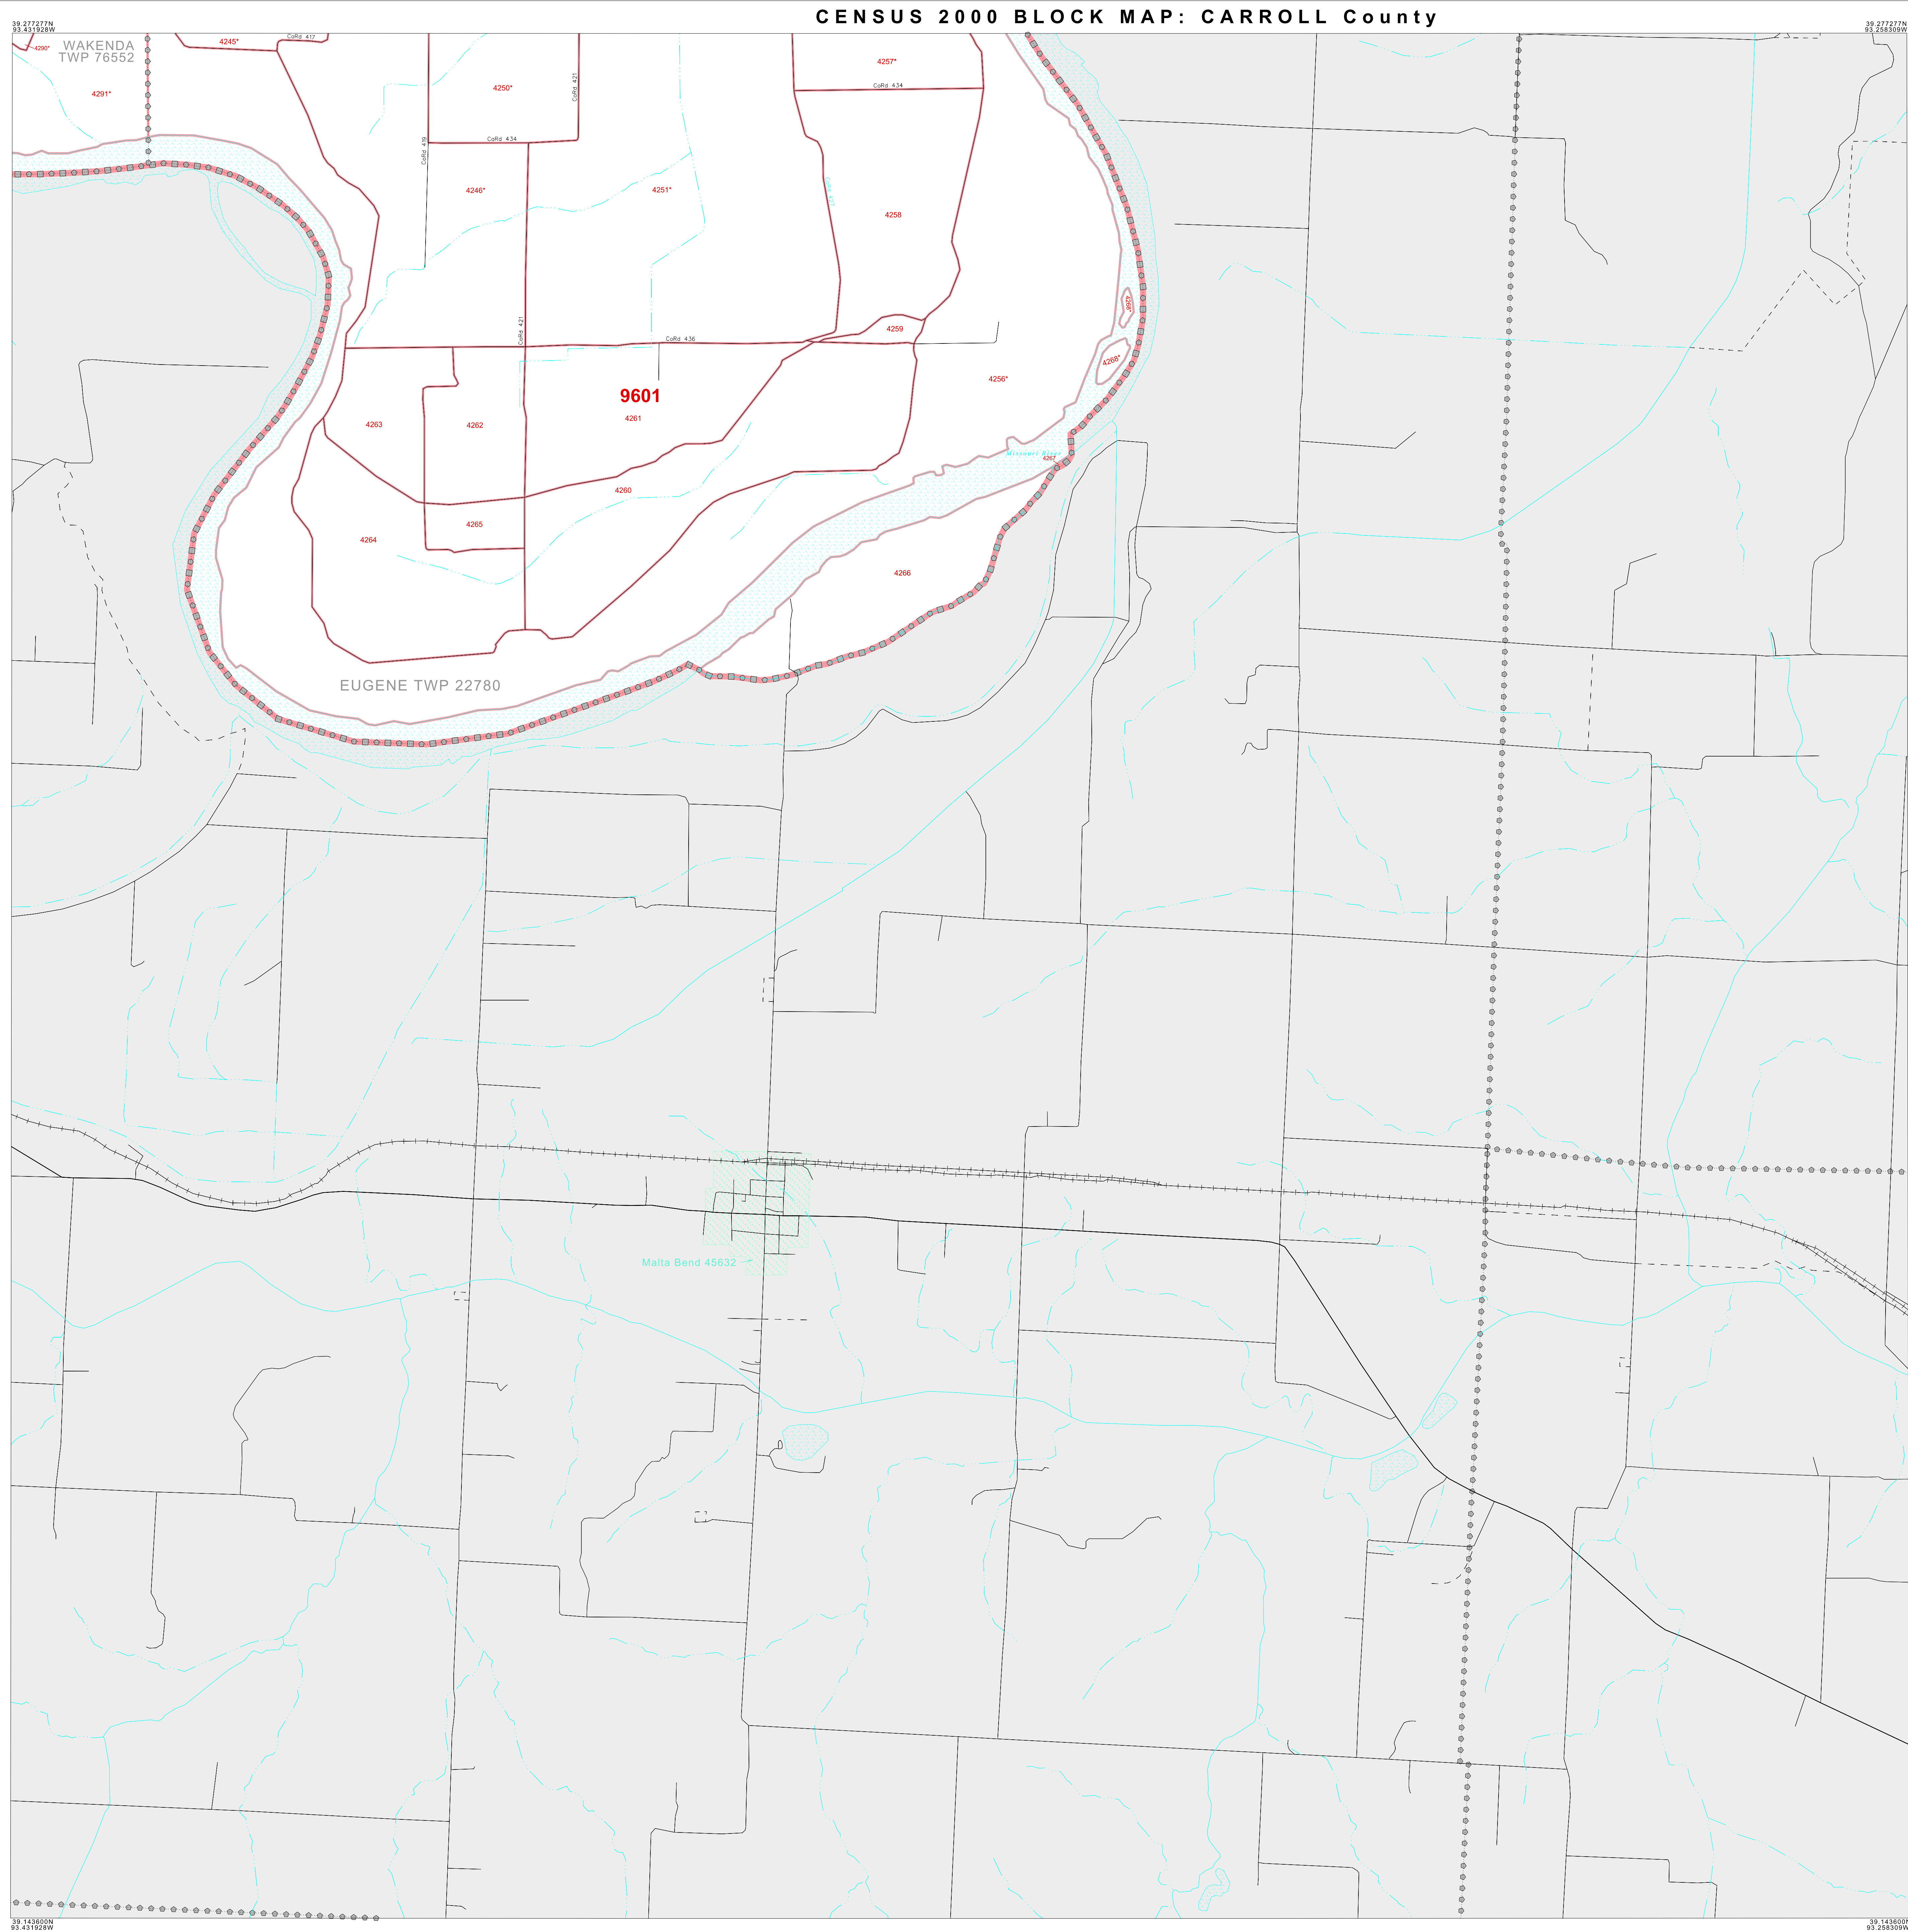 CENSUS 2000 BLOCK MAP: CARROLL County
39.277277N
93.431928W
39.277277N
93.258309W
WAKENDA
TWP 76552
4290*
4291*
4245*
CoRd 417
4250*
CoRd 421
CoRd 434
CoRd 419
4246*
4251*
4257*
CoRd 434
4258
4259
CoRd 421
CoRd 436
9601
4261
4263
4262
4256*
4268*
4268*
Missouri River
4267
4260
4265
4264
4266
EUGENE TWP 22780
Malta Bend 45632
39.143600N
93.431928W
39.143600N
93.258309W